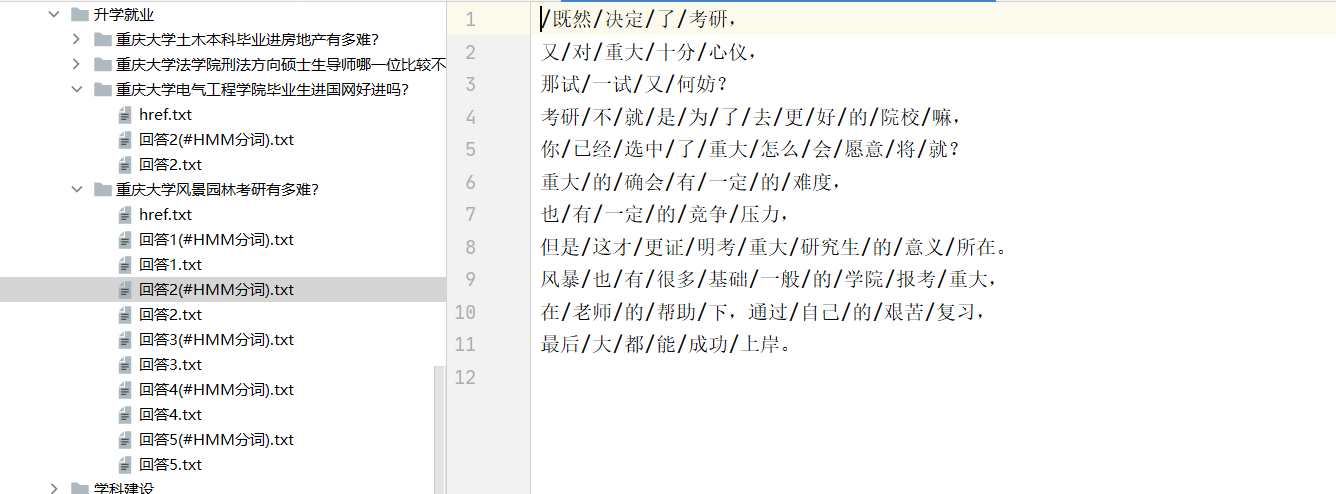 升学就业
重庆大学土木本科毕业进房地产有多难?
重庆大学法学院刑法方向硕士生导师哪一位比较不
重庆大学电气工程学院毕业生进国网好进吗?
href.txt
回答2(#HMM分词).txt
回答2.txt
重庆大学风景园林考研有多难?
href.txt
回答1(#HMM分词).txt
回答1.txt
回答2(#HMM分词).txt
回答2.txt
回答3(#HMM分词).txt
回答3.txt
回答4(#HMM分词).txt
回答4.txt
回答5(#HMM分词).txt
回答5.txt
学科建设
1 /既然/决定/了/考研，
2 又/对/重大/十分/心仪，
3 那试/一试/又/何妨？
4 考研/不/就/是/为/了/去/更/好/的/院校/嘛，
5 你/已经/选中/了/重大/怎么/会/愿意/将/就？
6 重大/的/确会/有/一定/的/难度，
7 也/有/一定/的/竞争/压力，
8 但是/这才/更证/明考/重大/研究生/的/意义/所在。
9 风暴/也/有/很多/基础/一般/的/学院/报考/重大，
10 在/老师/的/帮助/下，通过/自己/的/艰苦/复习，
11 最后/大/都/能/成功/上岸。
12